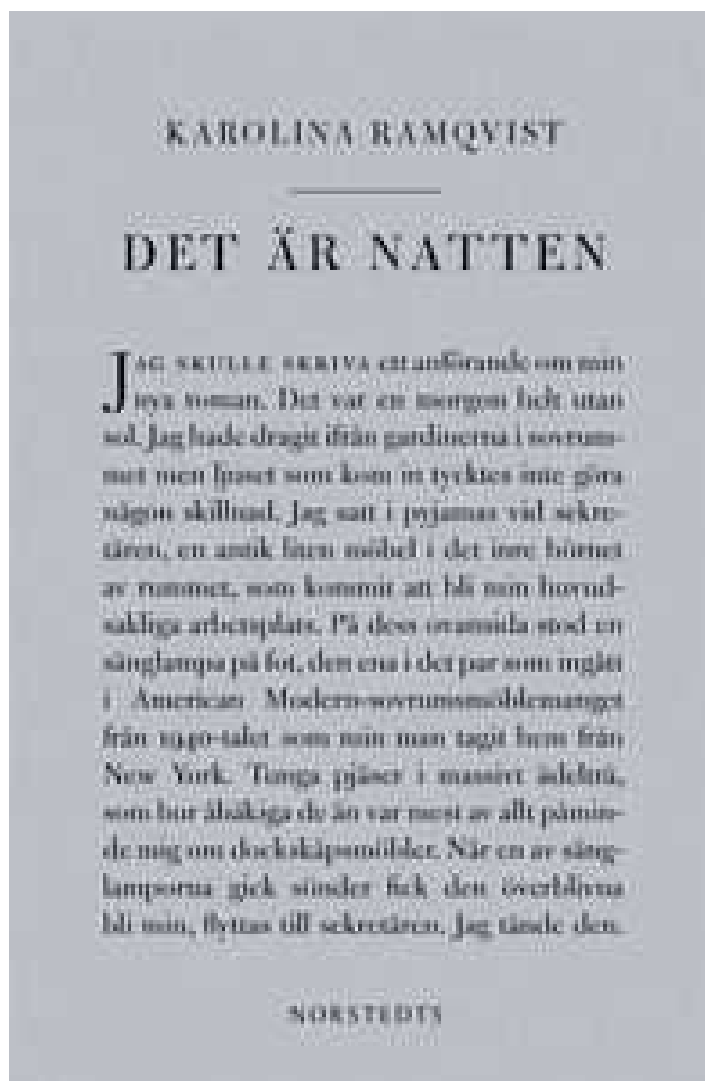 KAROLINA RAMQVIST
DET ÄR NATTEN
JAG SKULLE SKRIVA ett anförande om min
nya roman. Det var en morgon helt utan
sol. Jag hade dragit ifrån gardinerna i sovrum-
met men ljuset som kom in tycktes inte göra
någon skillnad. Jag satt i pyjamas vid sekre-
tären, en antik liten möbel i det inre hörnet
av rummet, som kommit att bli min huvud-
sakliga arbetsplats. På dess ovansida stod en
sänglampa på fot, den ena i det par som ingått
i American Modern-sovrumsmöblemanget
från 1940-talet som min man tagit hem från
New York. Tunga pjäser i massivt ädelträ,
som hur åbäkiga de än var mest av allt påmin-
de mig om dockskåpsmöbler. När en av säng-
lamporna gick sönder fick den överblivna
bli min, flyttas till sekretären. Jag tände den.
NORSTEDTS